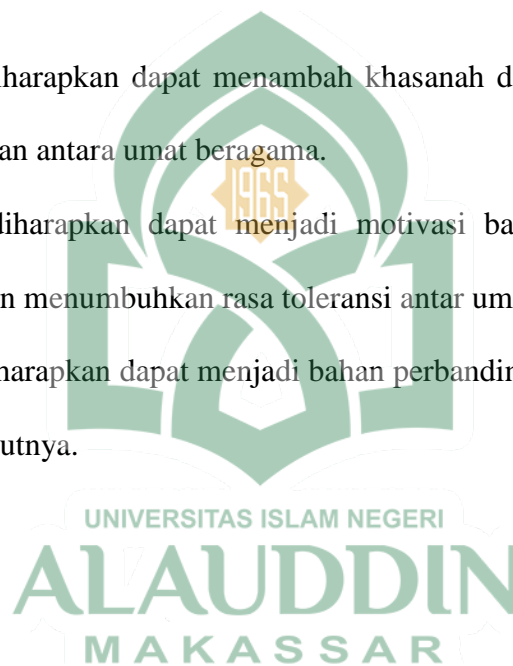 iharapkan dapat menambah khasanah d
an antara umat beragama.
1965
diharapkan dapat menjadi motivasi ba
n menumbuhkan rasa toleransi antar um
harapkan dapat menjadi bahan perbandin
utnya.
UNIVERSITAS ISLAM NEGERI
ALAUDDIN
MAKASSAR